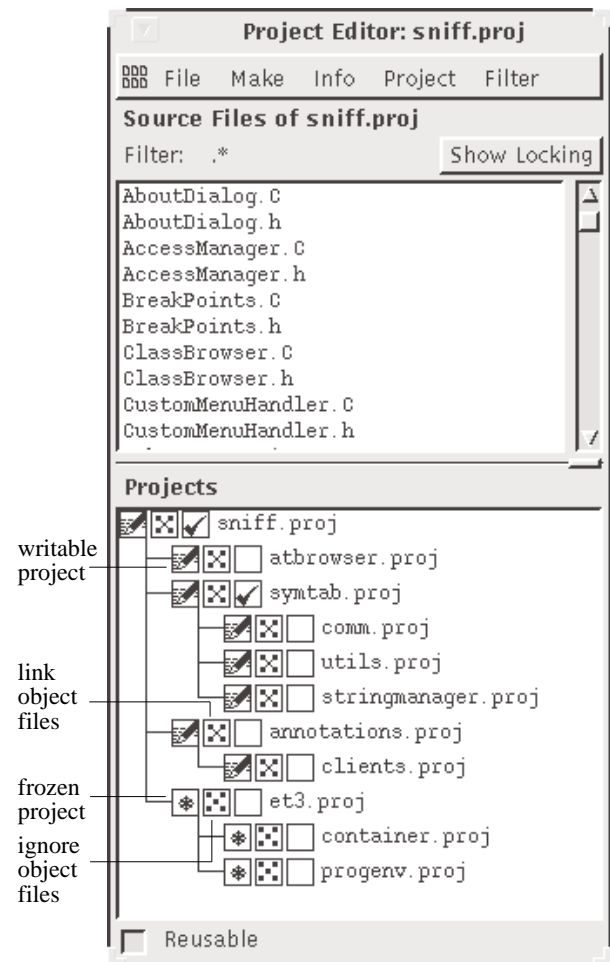 Project Editor: sniff.proj
File Make Info Project Filter
Source Files of sniff.proj
Filter: .*
Show Locking
AboutDialog.C
AboutDialog.h
AccessManager.C
AccessManager.h
BreakPoints.C
BreakPoints.h
ClassBrowser.C
ClassBrowser.h
CustomMenuHandler.C
CustomMenuHandler.h
Projects
sniff.proj
writable
project
atbrowser.proj
symtab.proj
comm.proj
utils.proj
stringmanager.proj
link
object
files
annotations.proj
clients.proj
frozen
project
et3.proj
ignore
object
files
container.proj
progenv.proj
Reusable